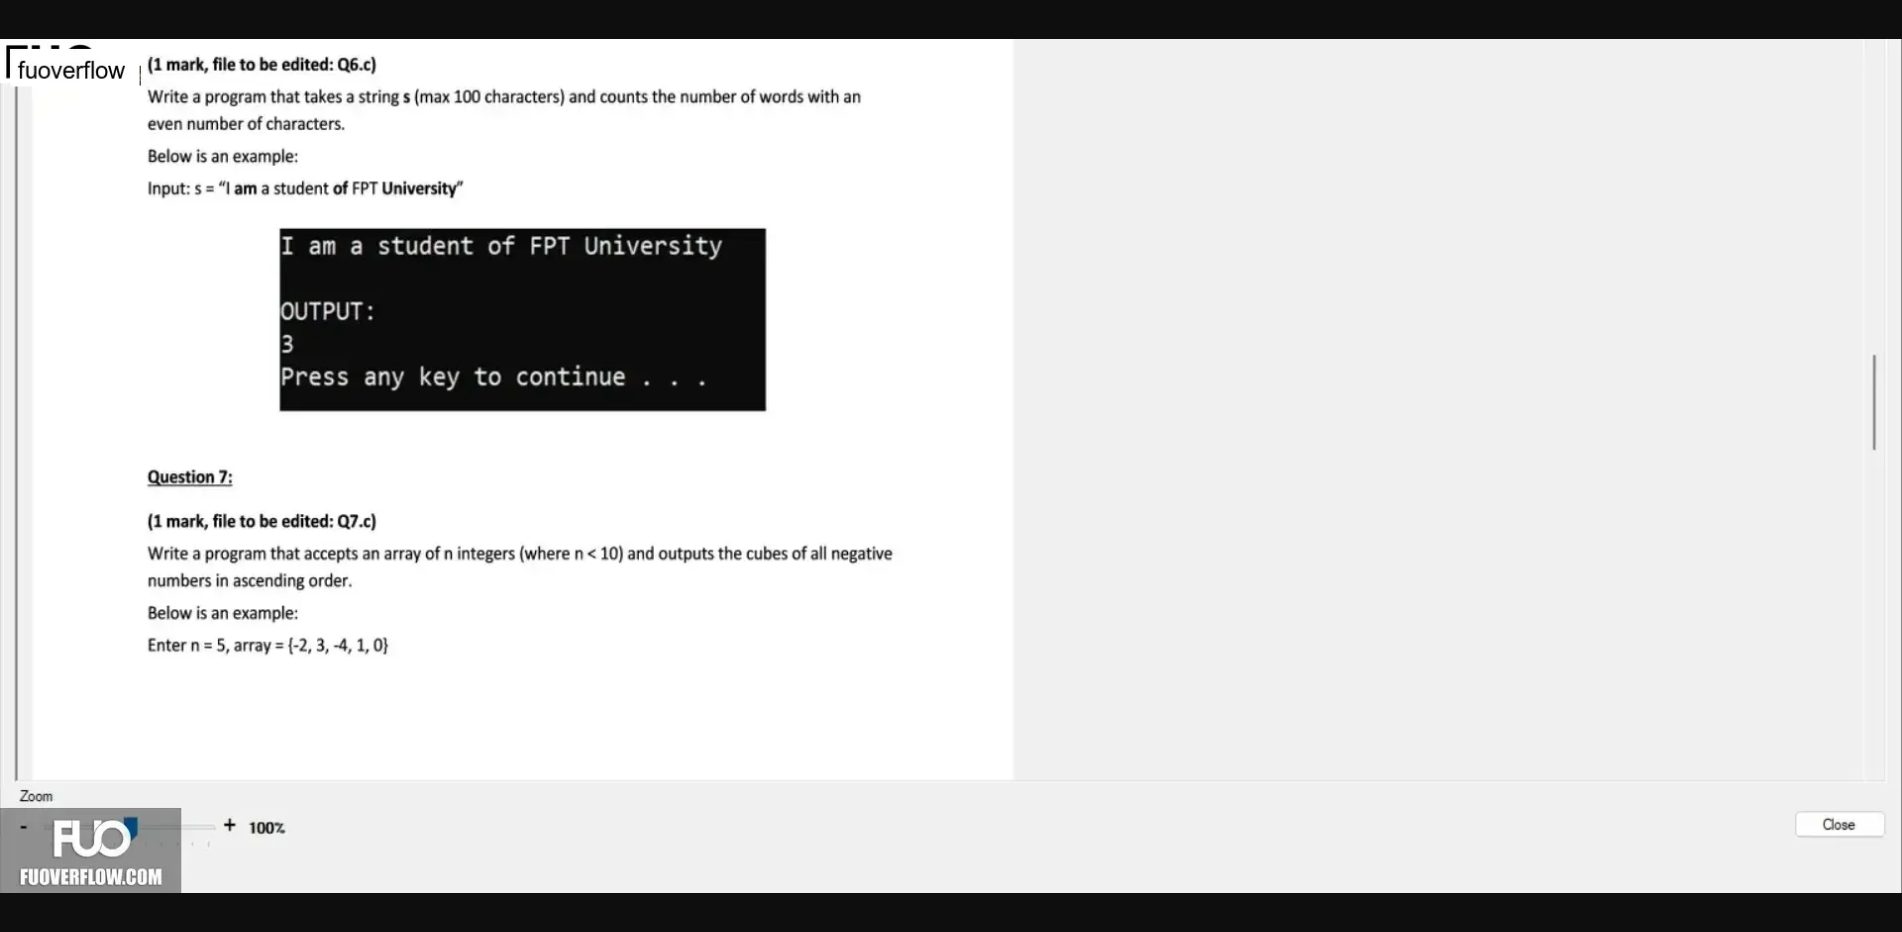 fuoverflow
(1 mark, file to be edited: Q6.c)
Write a program that takes a string s (max 100 characters) and counts the number of words with an
even number of characters.
Below is an example:
Input: s = “I am a student of FPT University”
I am a student of FPT University
OUTPUT:
3
Press any key to continue . . .
Question 7:
(1 mark, file to be edited: Q7.c)
Write a program that accepts an array of n integers (where n < 10) and outputs the cubes of all negative
numbers in ascending order.
Below is an example:
Enter n = 5, array = {-2, 3, -4, 1, 0}
Zoom
- + 100%
Close
FUO
FUOVERFLOW.COM